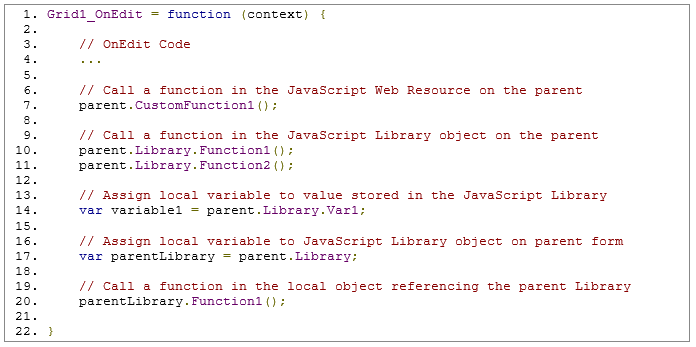 1. Grid1_OnEdit = function (context) {
2.
3. // OnEdit Code
4. ...
5.
6. // Call a function in the JavaScript Web Resource on the parent
7. parent.CustomFunction1();
8.
9. // Call a function in the JavaScript Library object on the parent
10. parent.Library.Function1();
11. parent.Library.Function2();
12.
13. // Assign local variable to value stored in the JavaScript Library
14. var variable1 = parent.Library.Var1;
15.
16. // Assign local variable to JavaScript Library object on parent form
17. var parentLibrary = parent.Library;
18.
19. // Call a function in the local object referencing the parent Library
20. parentLibrary.Function1();
21.
22. }